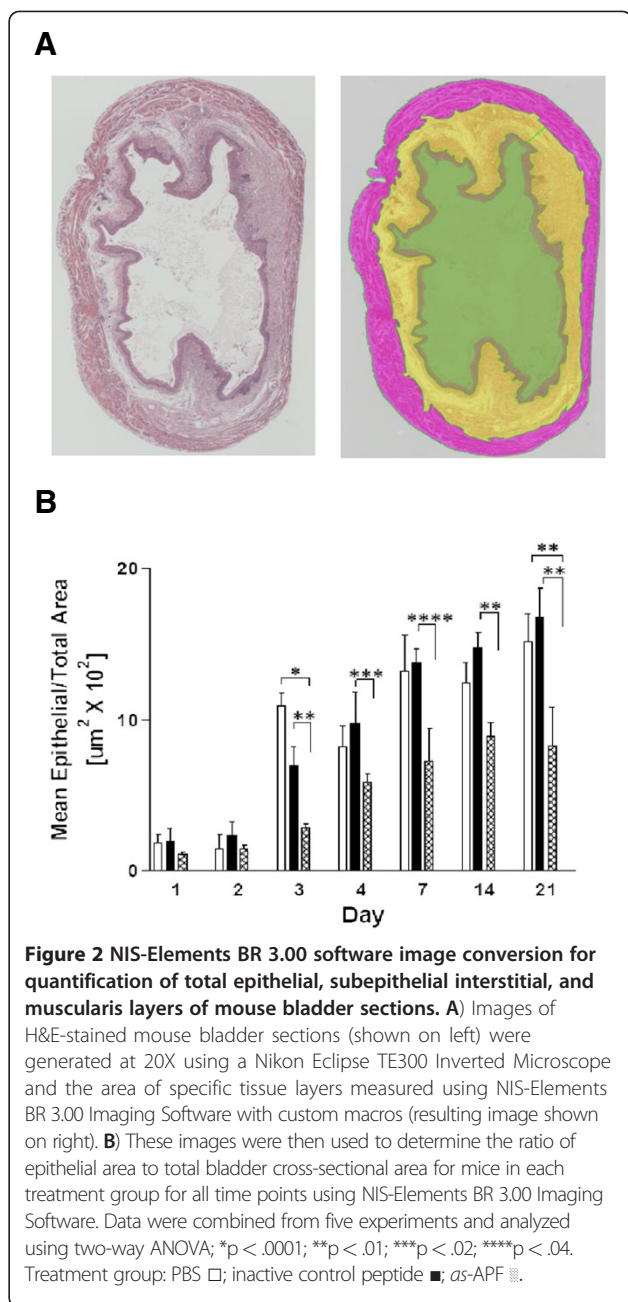 A
B
20
10
0
Mean Epithelial/Total Area
[um² X 10²]
*
**
***
****
**
**
**
1 2 3 4 7 14 21
Day
Figure 2 NIS-Elements BR 3.00 software image conversion for
quantification of total epithelial, subepithelial interstitial, and
muscularis layers of mouse bladder sections. A) Images of
H&E-stained mouse bladder sections (shown on left) were
generated at 20X using a Nikon Eclipse TE300 Inverted Microscope
and the area of specific tissue layers measured using NIS-Elements
BR 3.00 Imaging Software with custom macros (resulting image shown
on right). B) These images were then used to determine the ratio of
epithelial area to total bladder cross-sectional area for mice in each
treatment group for all time points using NIS-Elements BR 3.00 Imaging
Software. Data were combined from five experiments and analyzed
using two-way ANOVA; *p < .0001; **p < .01; ***p < .02; ****p < .04.
Treatment group: PBS □; inactive control peptide ■; as-APF ▒.